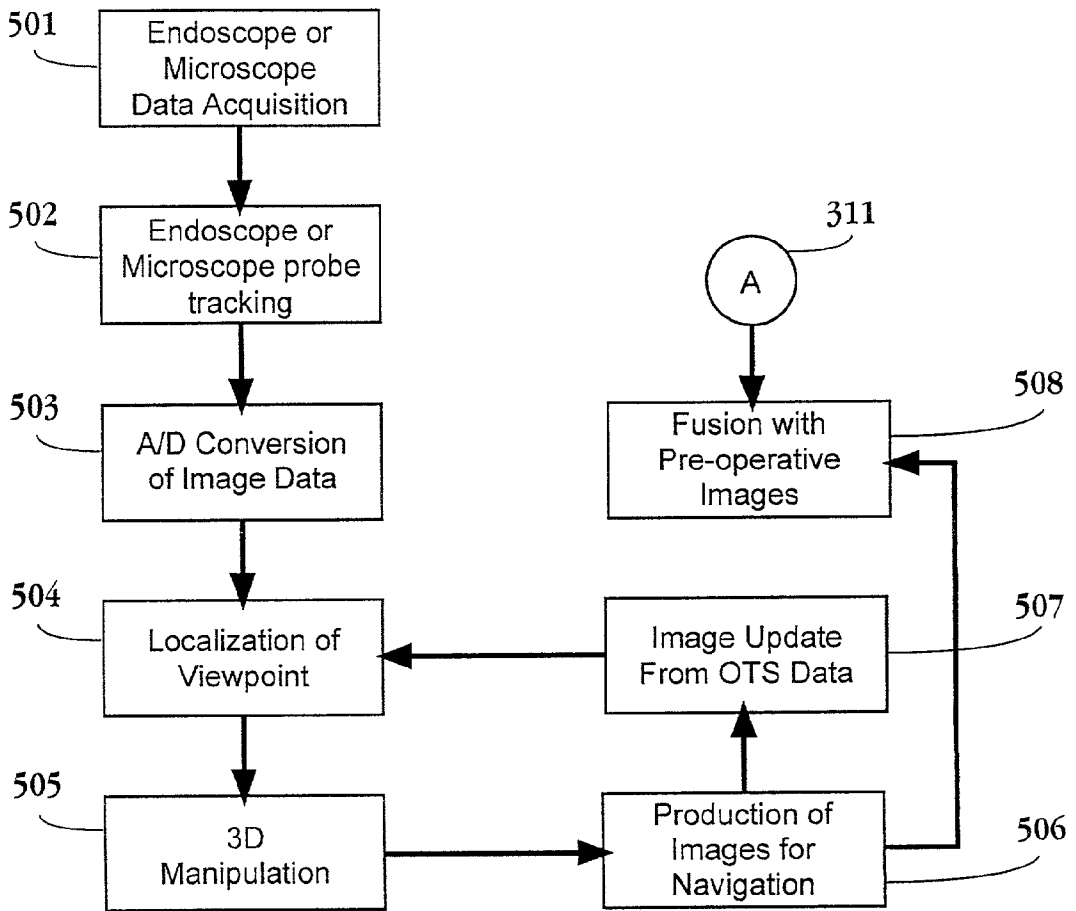 501
Endoscope or
Microscope
Data Acquisition
502
Endoscope or
Microscope probe
tracking
311
A
503
A/D Conversion
of Image Data
508
Fusion with
Pre-operative
Images
504
Localization of
Viewpoint
507
Image Update
From OTS Data
505
3D
Manipulation
506
Production of
Images for
Navigation